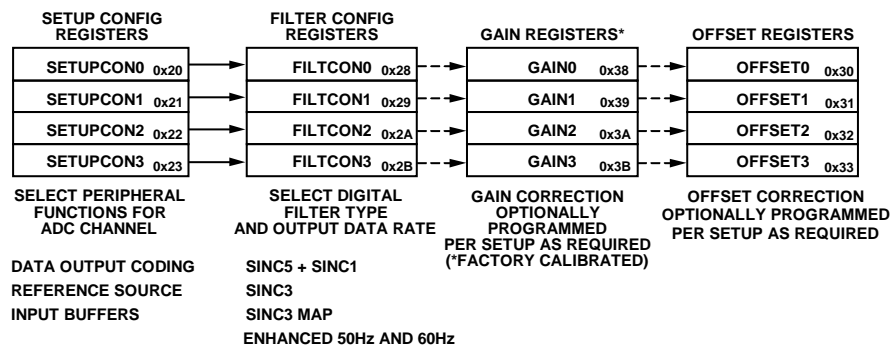 SETUP CONFIG
REGISTERS
FILTER CONFIG
REGISTERS
GAIN REGISTERS*
OFFSET REGISTERS
SETUPCON0 0x20
FILTCON0 0x28
GAIN0 0x38
OFFSET0 0x30
SETUPCON1 0x21
FILTCON1 0x29
GAIN1 0x39
OFFSET1 0x31
SETUPCON2 0x22
FILTCON2 0x2A
GAIN2 0x3A
OFFSET2 0x32
SETUPCON3 0x23
FILTCON3 0x2B
GAIN3 0x3B
OFFSET3 0x33
SELECT PERIPHERAL
FUNCTIONS FOR
ADC CHANNEL
SELECT DIGITAL
FILTER TYPE
AND OUTPUT DATA RATE
GAIN CORRECTION
OPTIONALLY
PROGRAMMED
PER SETUP AS REQUIRED
(*FACTORY CALIBRATED)
OFFSET CORRECTION
OPTIONALLY PROGRAMMED
PER SETUP AS REQUIRED
DATA OUTPUT CODING
REFERENCE SOURCE
INPUT BUFFERS
SINC5 + SINC1
SINC3
SINC3 MAP
ENHANCED 50Hz AND 60Hz